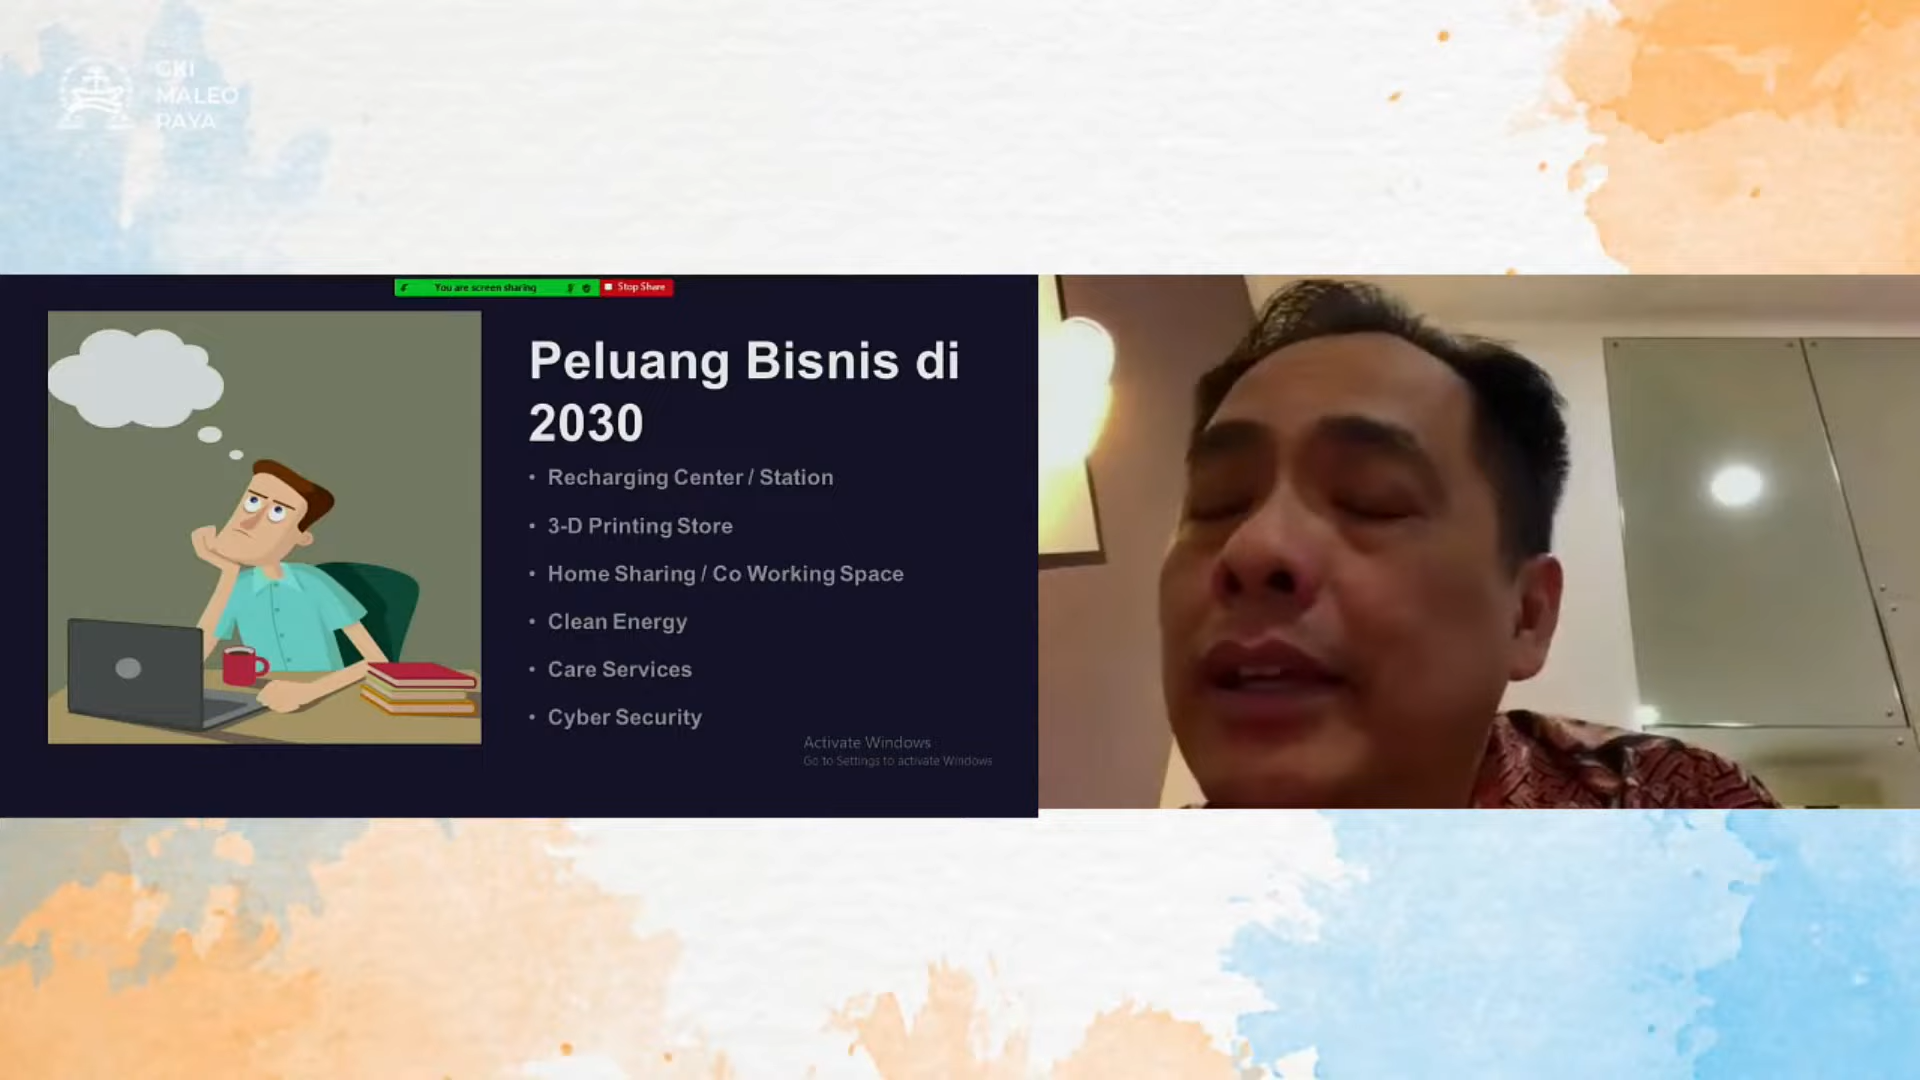 GKI
MALEO
RAYA
You are screen sharing
Stop Share
Peluang Bisnis di
2030
• Recharging Center / Station
• 3-D Printing Store
• Home Sharing / Co Working Space
• Clean Energy
• Care Services
• Cyber Security
Activate Windows
Go to Settings to activate Windows